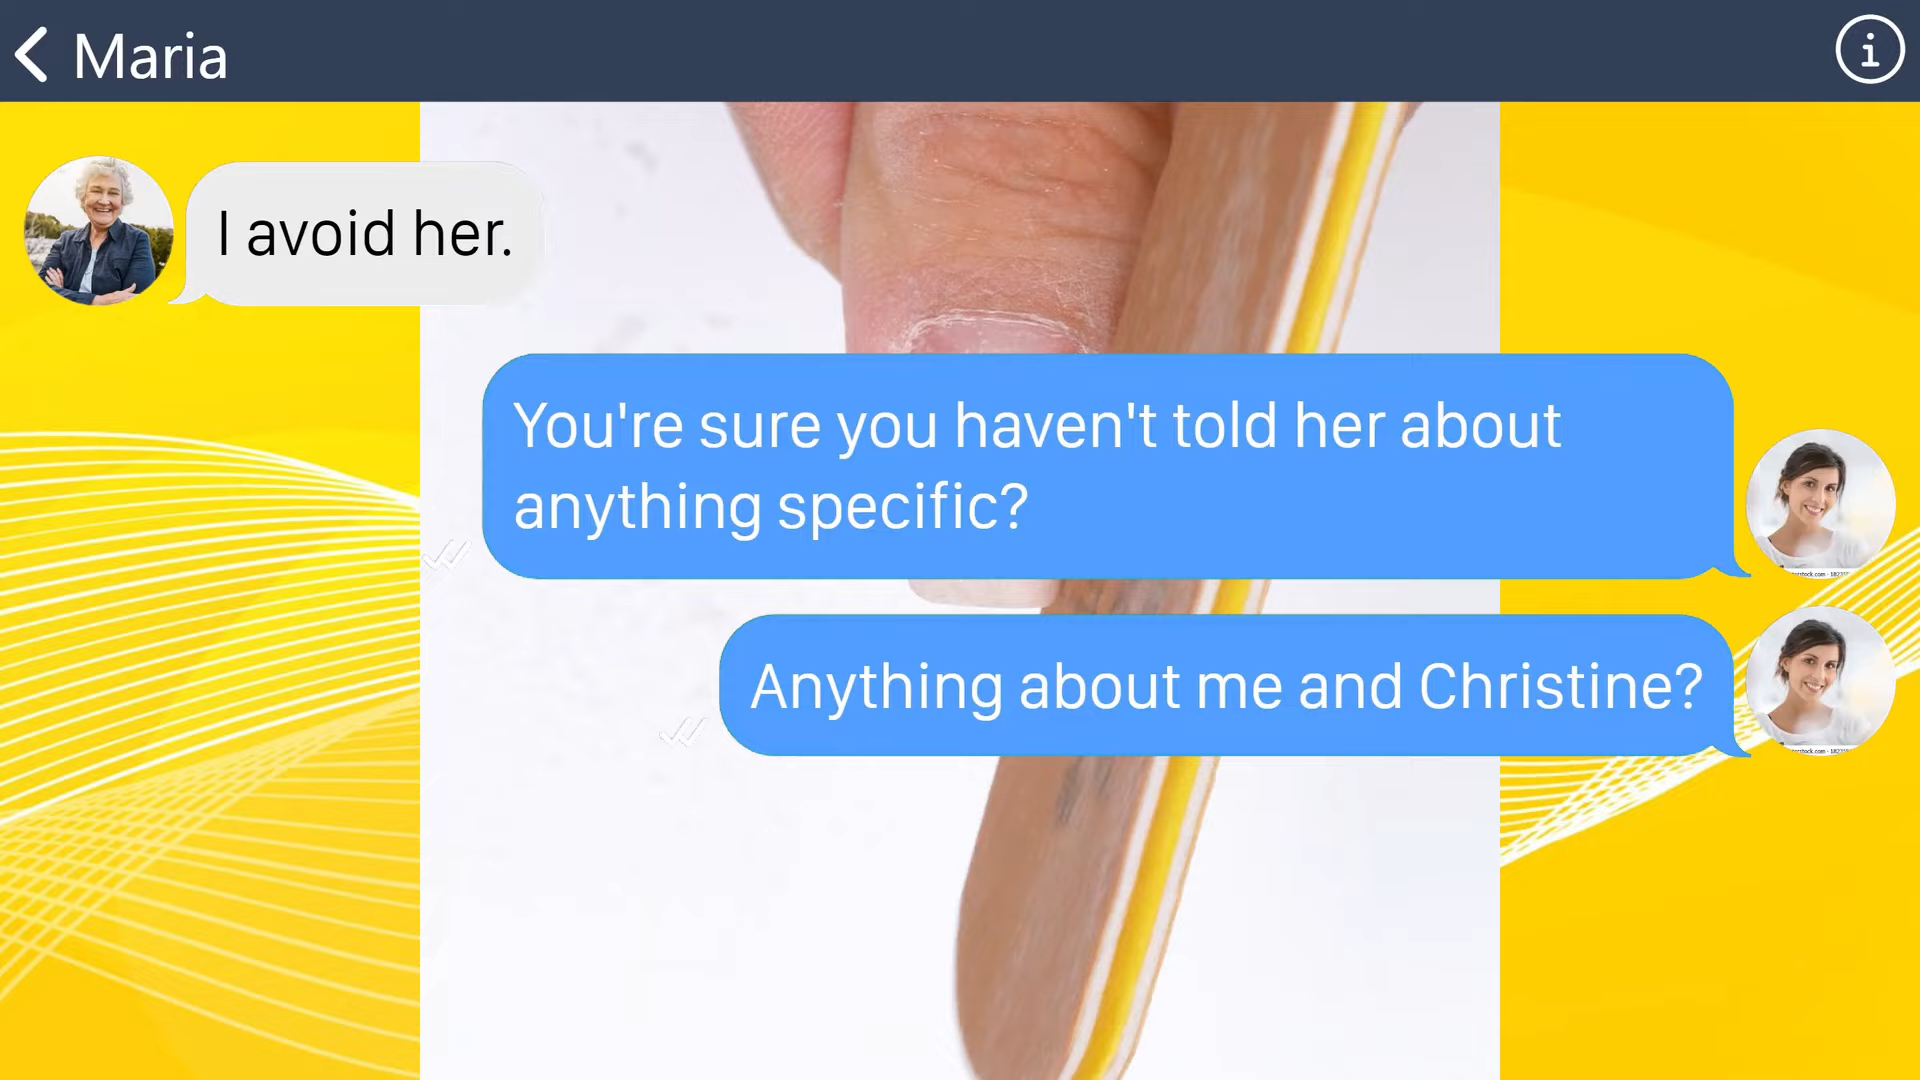 Maria
I avoid her.
You're sure you haven't told her about
anything specific?
Anything about me and Christine?